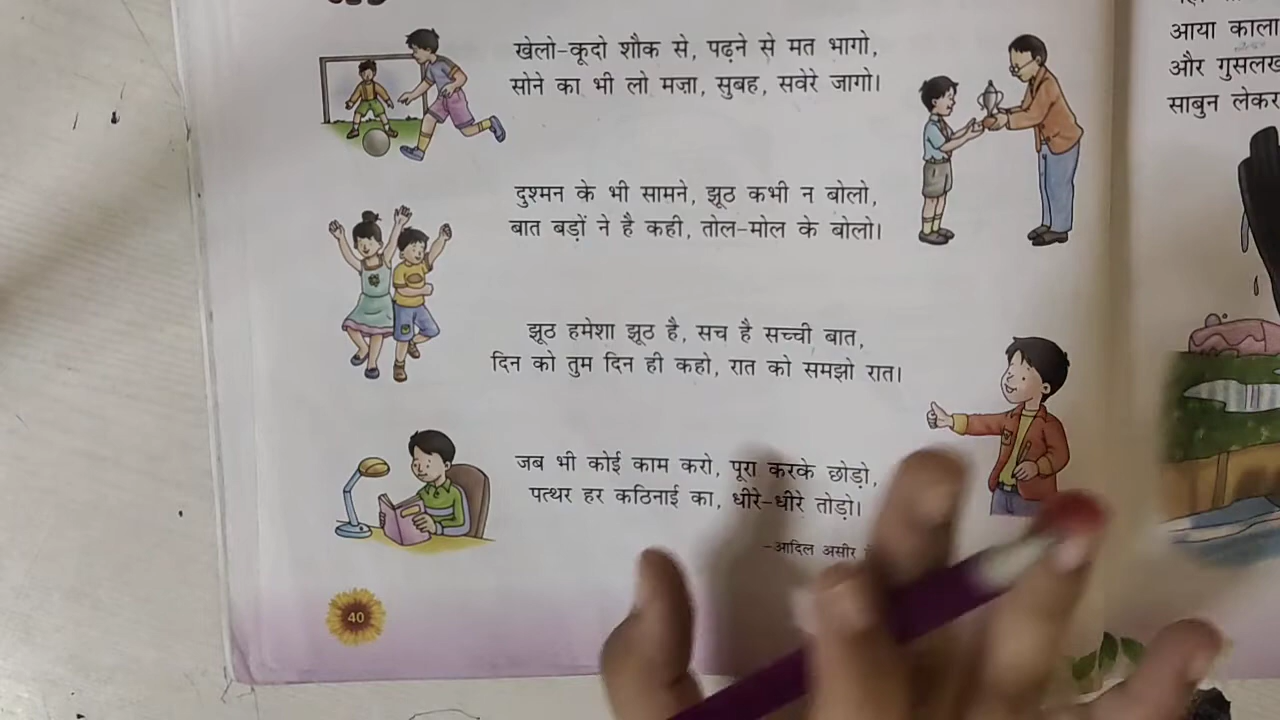 खेलो-कूदो शौक से, पढ़ने से मत भागो,
सोने का भी लो मज़ा, सुबह, सवेरे जागो।
दुश्मन के भी सामने, झूठ कभी न बोलो,
बात बड़ों ने है कही, तोल-मोल के बोलो।
झूठ हमेशा झूठ है, सच है सच्ची बात,
दिन को तुम दिन ही कहो, रात को समझो रात।
जब भी कोई काम करो, पूरा करके छोड़ो,
पत्थर हर कठिनाई का, धीरे-धीरे तोड़ो।
-आदिल असीर
40
आया काला
और
साबुन लेकर